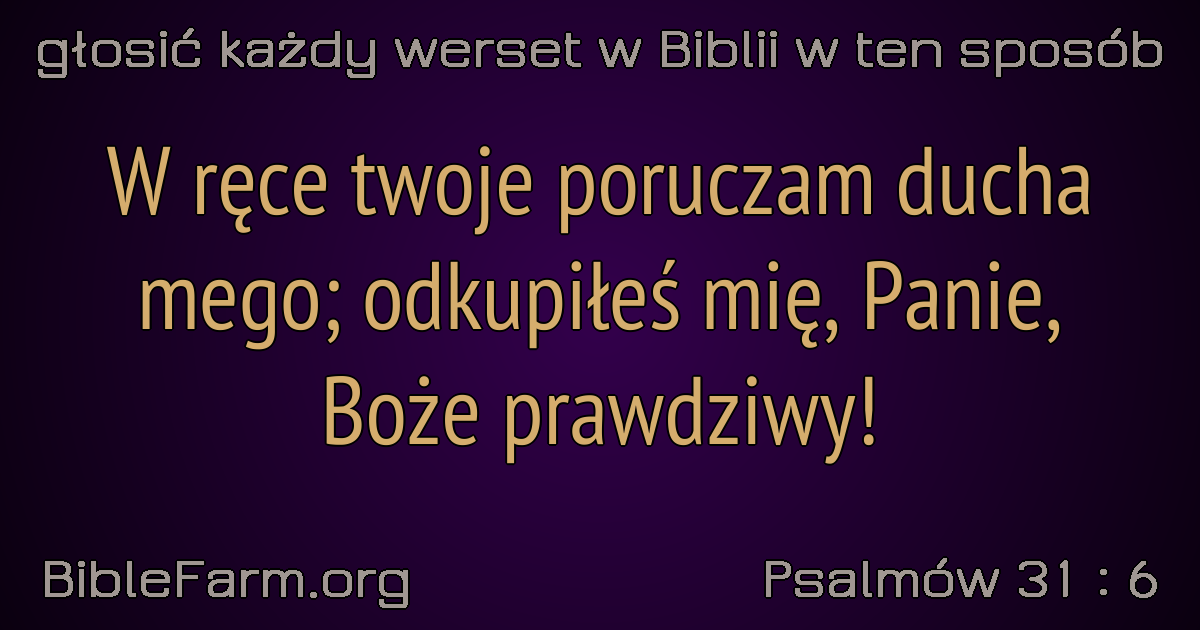 głosić każdy werset w Biblii w ten sposób
W ręce twoje poruczam ducha
mego; odkupiłeś mię, Panie,
Boże prawdziwy!
BibleFarm.org
Psalmów 31 : 6